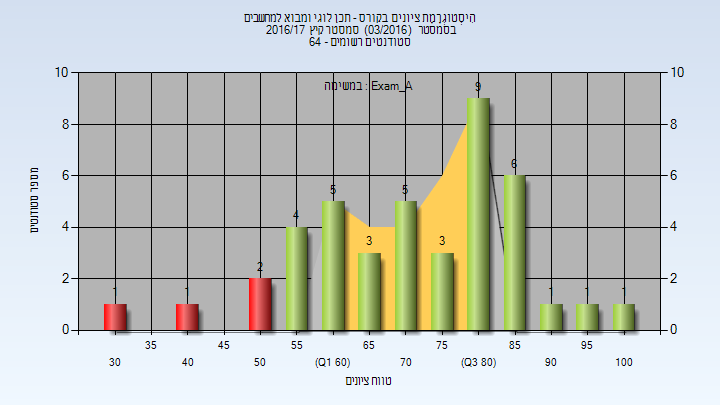 היסטוגרמת ציונים בקורס - תכן לוגי ומבוא למחשבים
בסמסטר (03/2016) סמסטר קיץ 2016/17
סטודנטים רשומים - 64
במשימה : Exam_A
מספר סטודנטים
10 10
8 8
6 6
4 4
2 2
0 0
1 1 2 4 5 3 5 3 9 6 1 1 1
35 45 55 65 75 85 95
30 40 50 (Q1 60) 70 (Q3 80) 90 100
טווח ציונים